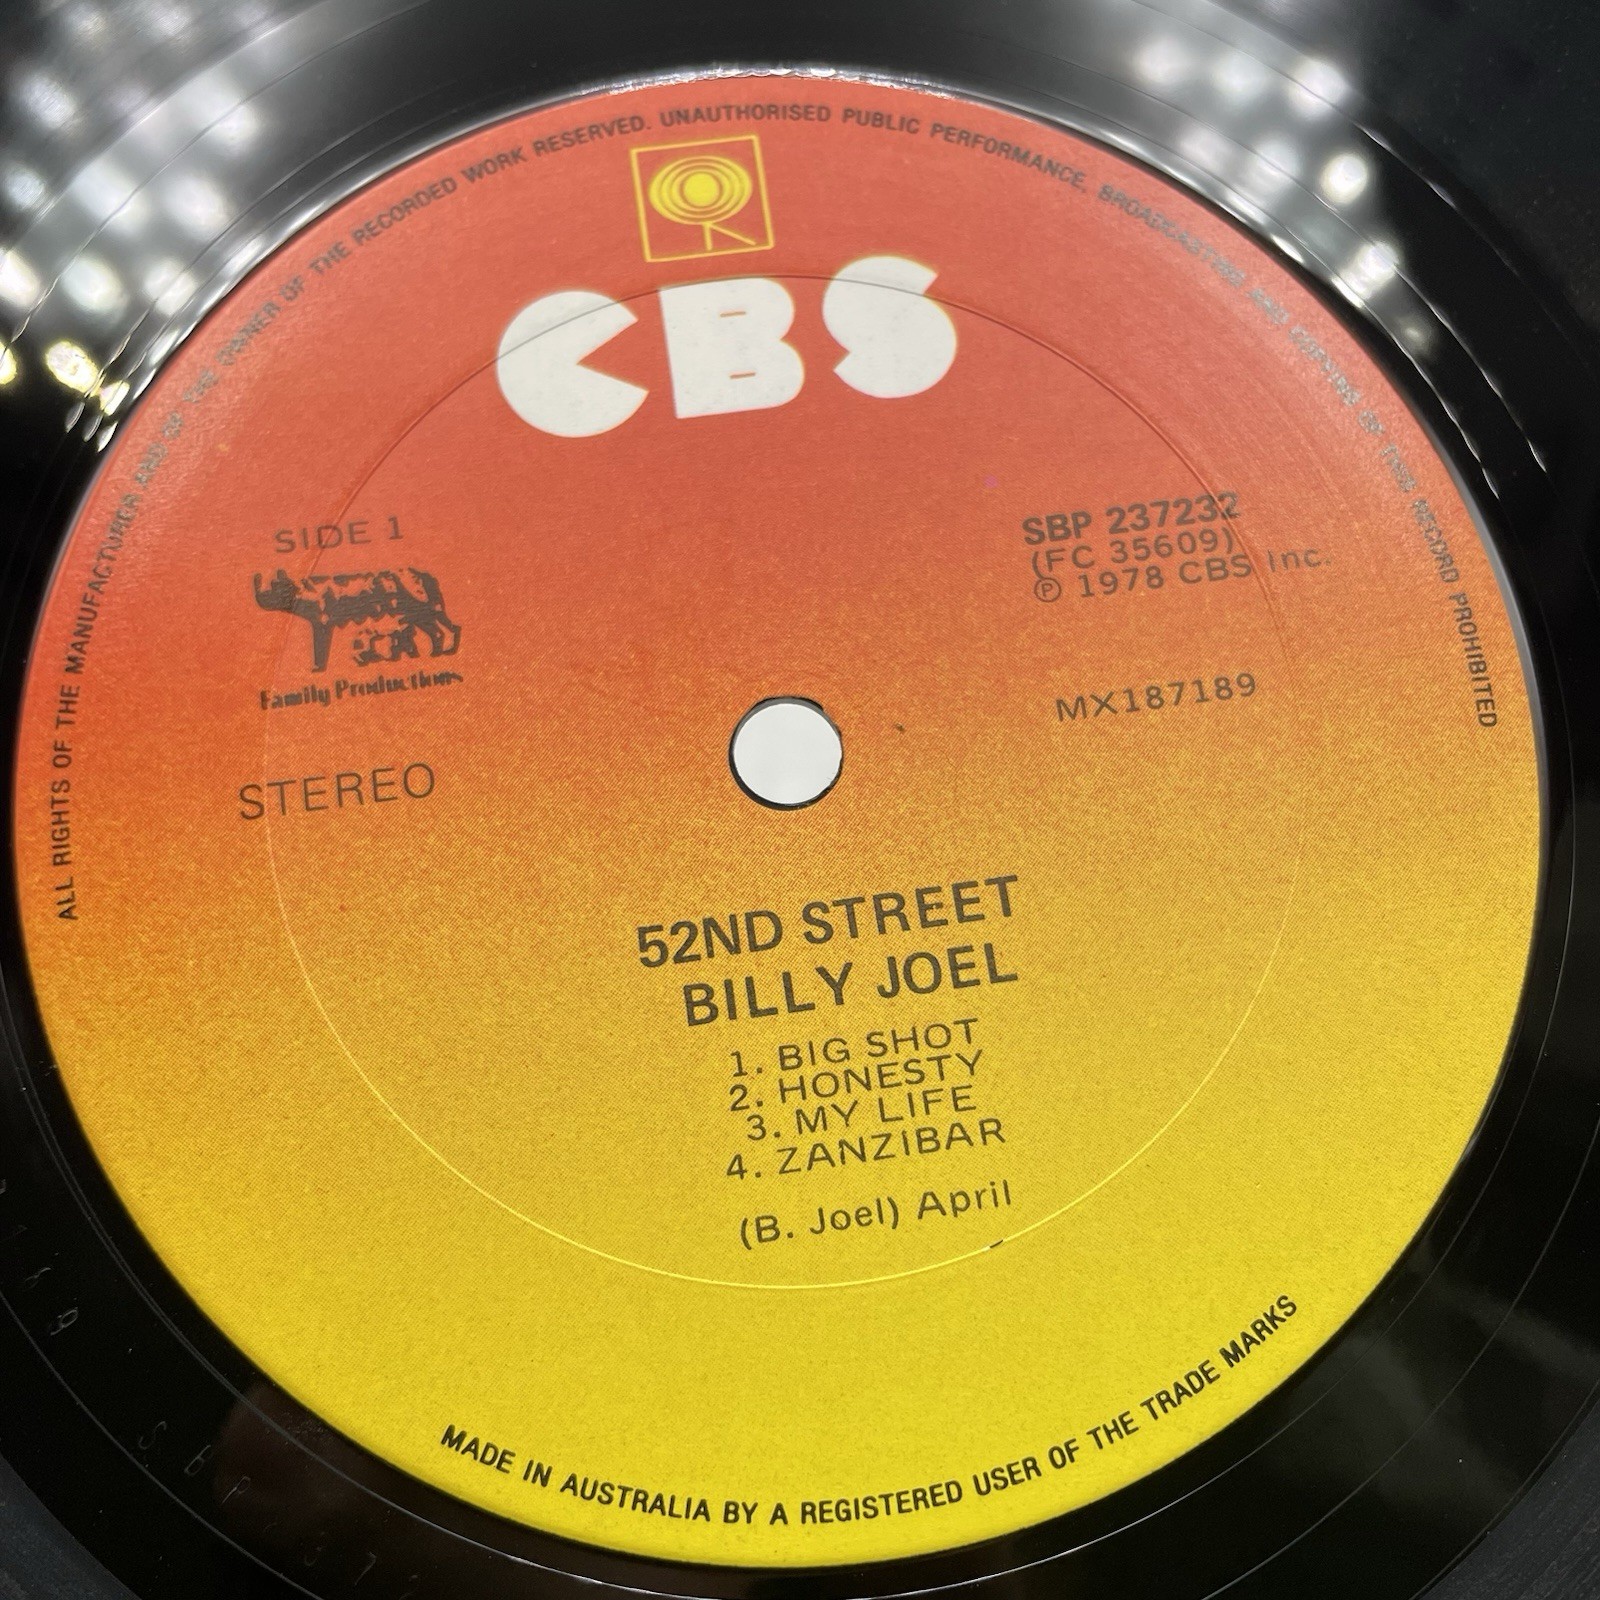 ALL RIGHTS OF THE MANUFACTURER AND OF THE OWNER OF THE RECORDED WORK RESERVED. UNAUTHORISED PUBLIC PERFORMANCE, BROADCASTING AND COPYING OF THIS RECORD PROHIBITED
CBS
SIDE 1
SBP 237232
(FC 35609)
Ⓟ 1978 CBS Inc.
Family Productions
MX187189
STEREO
52ND STREET
BILLY JOEL
1. BIG SHOT
2. HONESTY
3. MY LIFE
4. ZANZIBAR
(B. Joel) April
MADE IN AUSTRALIA BY A REGISTERED USER OF THE TRADE MARKS